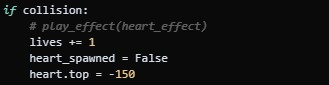 if collision:
    # play_effect(heart_effect)
    lives += 1
    heart_spawned = False
    heart.top = -150